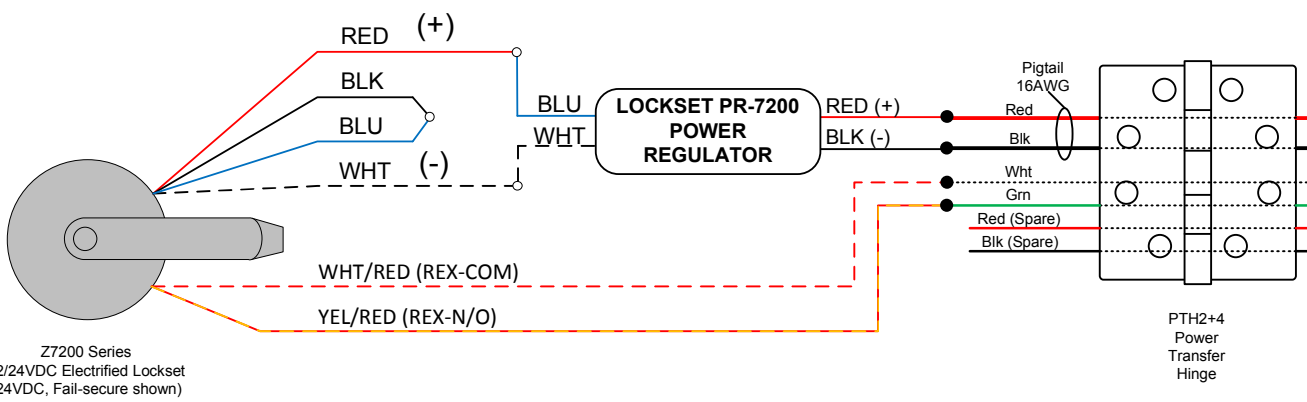 RED (+)
BLK
BLU
WHT (-)
BLU
WHT
LOCKSET PR-7200
POWER
REGULATOR
RED (+)
BLK (-)
Pigtail
16AWG
Red
Blk
Wht
Grn
Red (Spare)
Blk (Spare)
WHT/RED (REX-COM)
YEL/RED (REX-N/O)
Z7200 Series
2/24VDC Electrified Lockset
24VDC, Fail-secure shown)
PTH2+4
Power
Transfer
Hinge